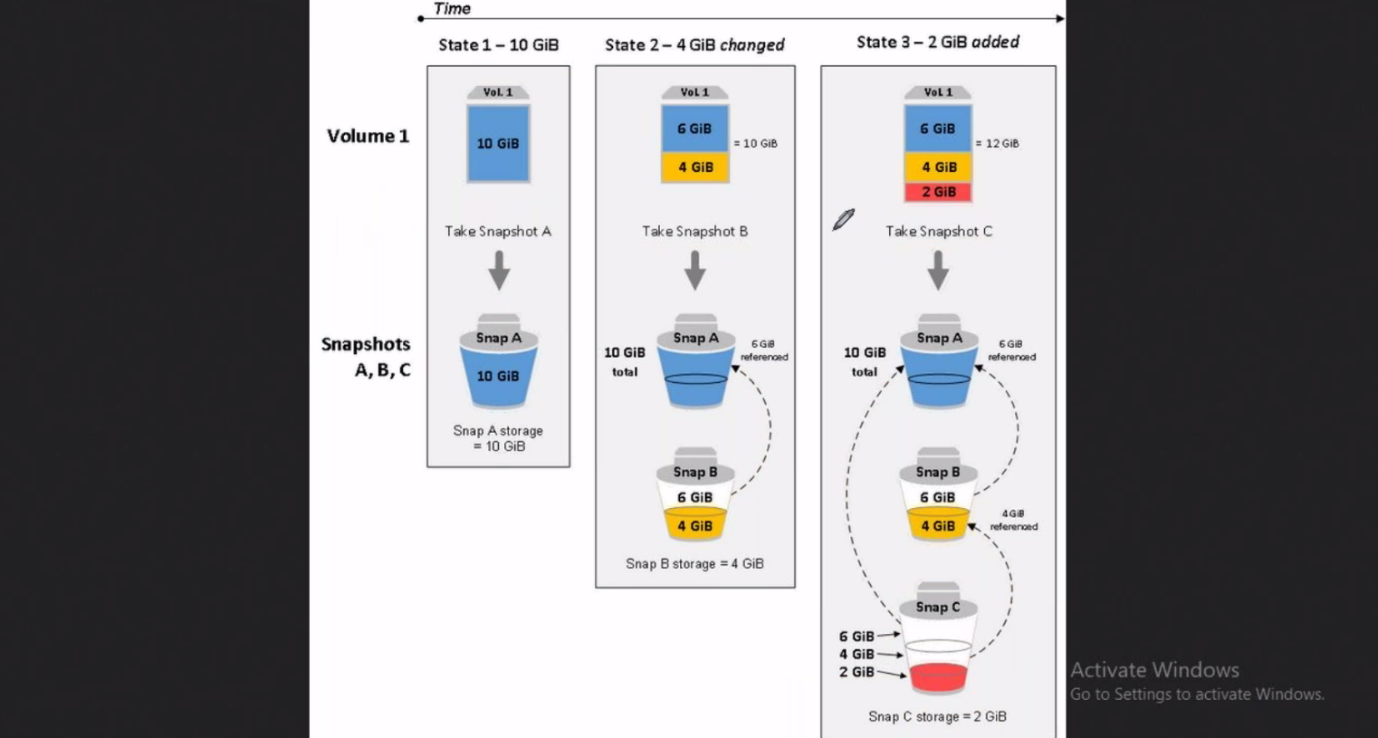 Time
State 1 – 10 GiB
State 2 – 4 GiB changed
State 3 – 2 GiB added
Volume 1
Vol. 1
10 GiB
Take Snapshot A
Vol. 1
6 GiB
4 GiB
= 10 GiB
Take Snapshot B
Vol. 1
6 GiB
4 GiB
2 GiB
= 12 GiB
Take Snapshot C
Snapshots
A, B, C
Snap A
10 GiB
Snap A storage
= 10 GiB
10 GiB
total
Snap A
6 GiB
referenced
Snap B
6 GiB
4 GiB
Snap B storage = 4 GiB
10 GiB
total
Snap A
6 GiB
referenced
Snap B
6 GiB
4 GiB
4 GiB
referenced
Snap C
6 GiB
4 GiB
2 GiB
Snap C storage = 2 GiB
Activate Windows
Go to Settings to activate Windows.